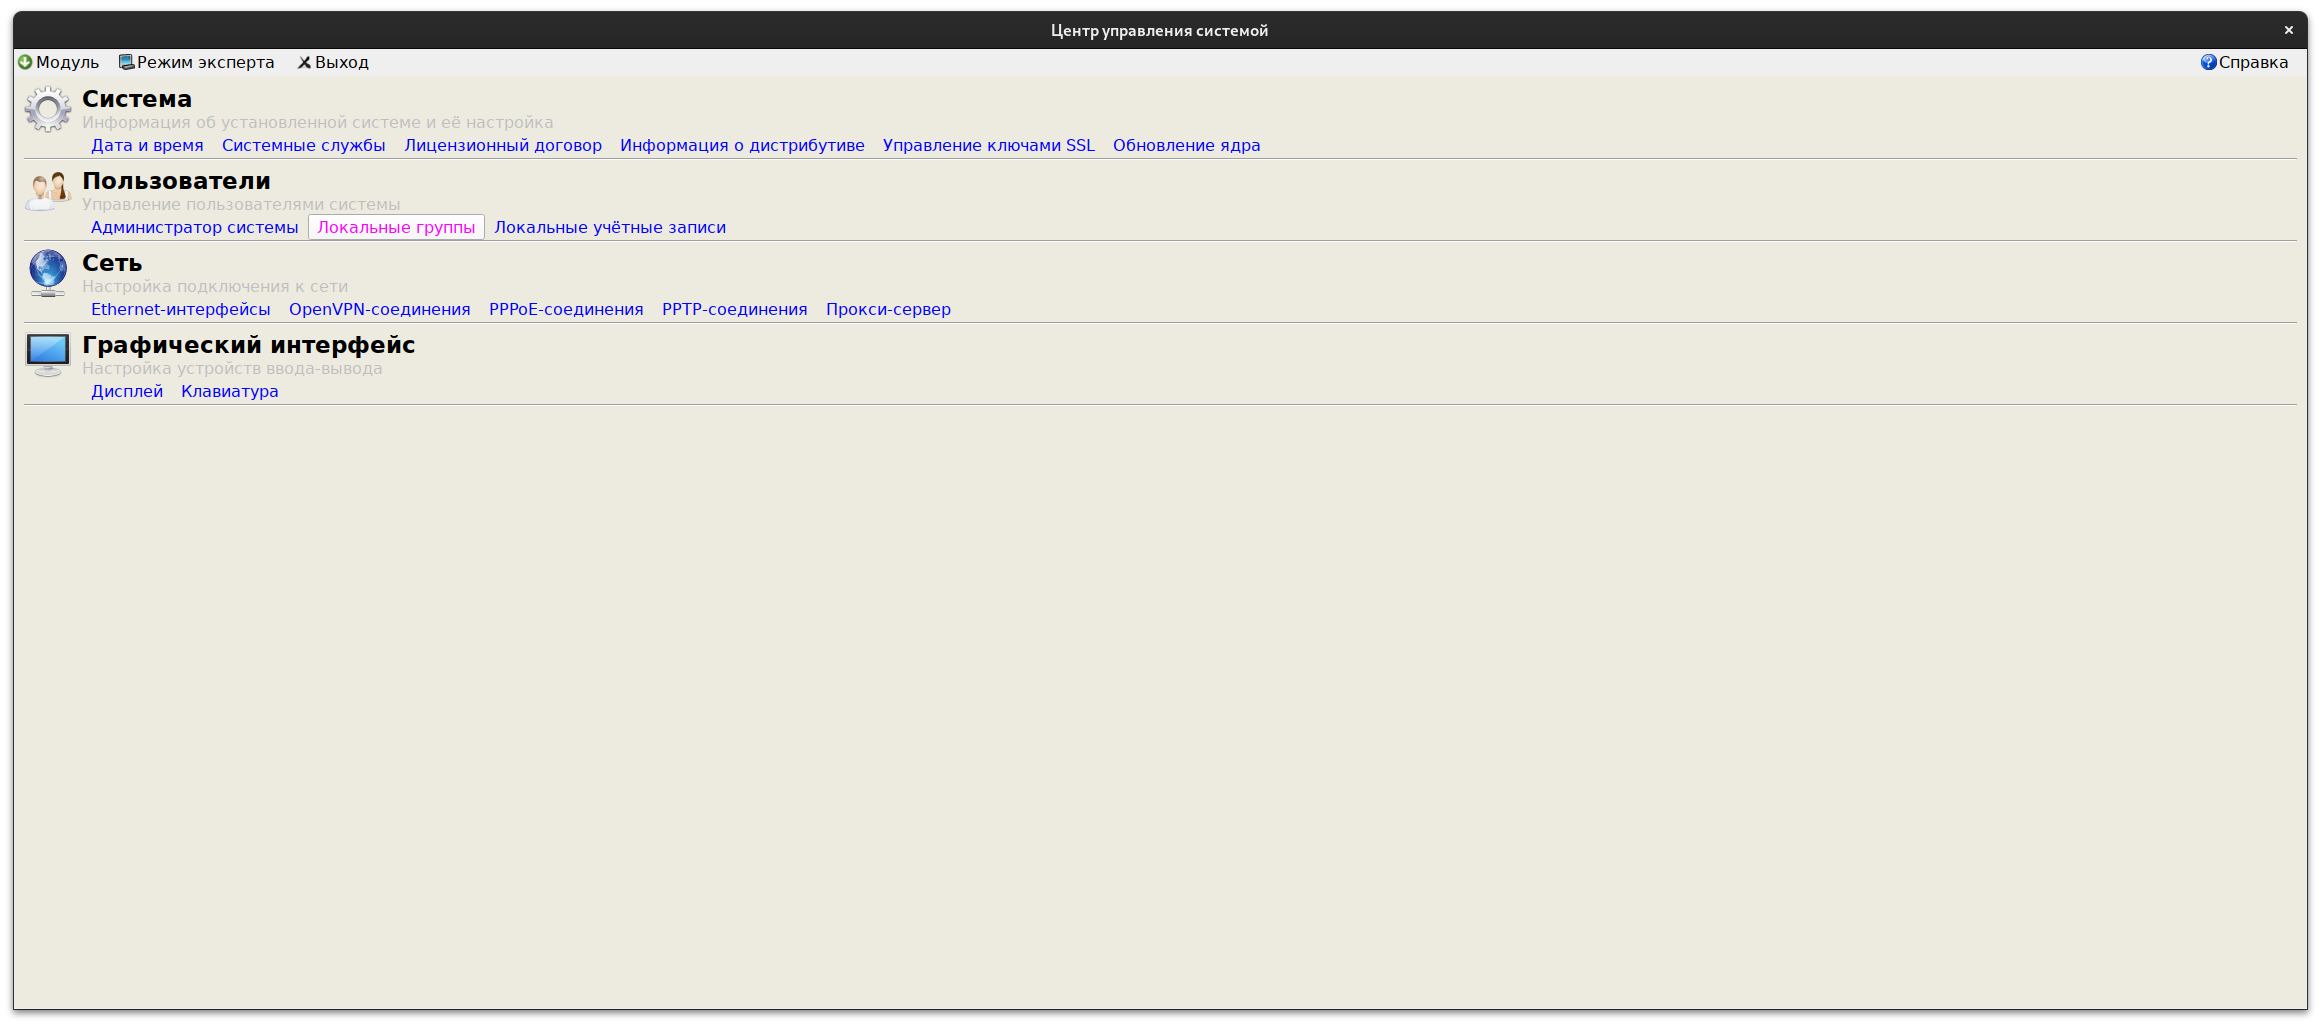 Центр управления системой
Модуль Режим эксперта Выход Справка
Система
Информация об установленной системе и её настройка
Дата и время Системные службы Лицензионный договор Информация о дистрибутиве Управление ключами SSL Обновление ядра
Пользователи
Управление пользователями системы
Администратор системы Локальные группы Локальные учётные записи
Сеть
Настройка подключения к сети
Ethernet-интерфейсы OpenVPN-соединения PPPoE-соединения PPTP-соединения Прокси-сервер
Графический интерфейс
Настройка устройств ввода-вывода
Дисплей Клавиатура